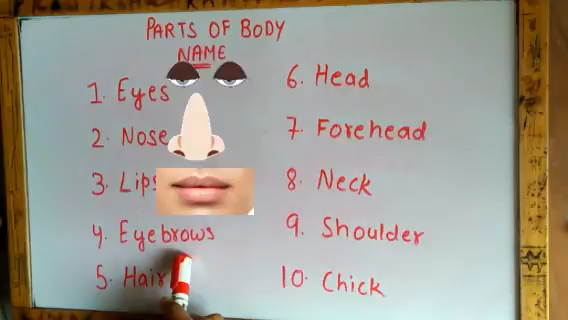 PARTS OF BODY
NAME
1. Eyes
2. Nose
3. Lips
4. Eyebrows
5. Hair
6. Head
7. Forehead
8. Neck
9. Shoulder
10. Chick